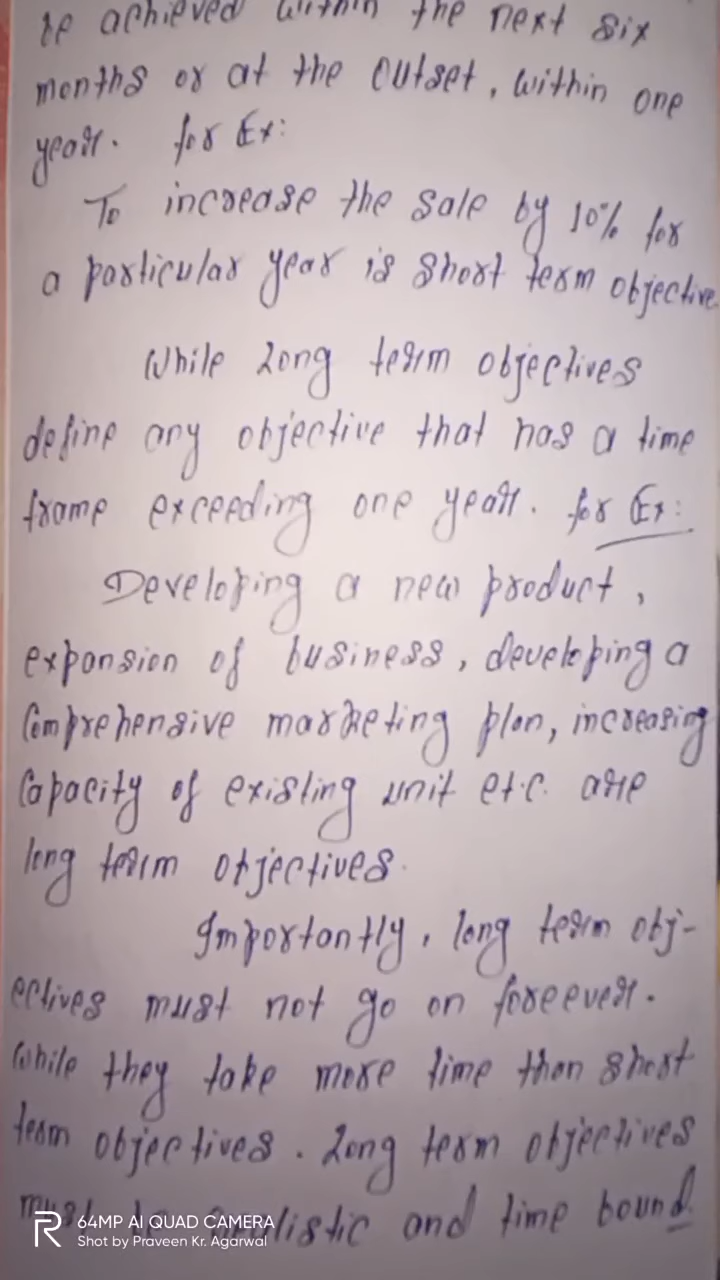 be achieved within the next six
months or at the outset, within one
year. for Ex:
To increase the sale by 10% for
a particular year is short term objective
While Long term objectives
define any objective that has a time
frame exceeding one year. for Ex:
Developing a new product,
expansion of business, developing a
Comprehensive marketing plan, increasing
Capacity of existing unit et.c. are
long term objectives.
Importantly, long term obj-
ectives must not go on foreever.
While they take more time than short
term objectives. Long term objectives
must be realistic and time bound
64MP AI QUAD CAMERA
Shot by Praveen Kr. Agarwal